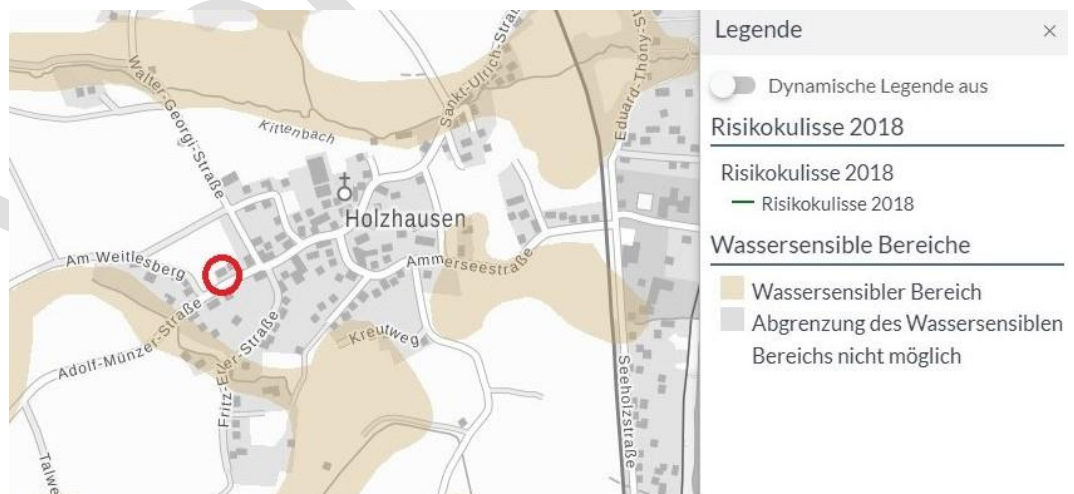 Walter-Georgi-Straße
Kittenbach
Sankt-Ulrich-Stra
Eduard-Thöny-St
Holzhausen
Am Weitlesberg
Ammerseestraße
Adolf-Münzer-Straße
Fritz-Erler-Straße
Kreutweg
Seeholzstraße
Talwe
Legende
×
Dynamische Legende aus
Risikokulisse 2018
Risikokulisse 2018
Risikokulisse 2018
Wassersensible Bereiche
Wassersensibler Bereich
Abgrenzung des Wassersensiblen
Bereichs nicht möglich